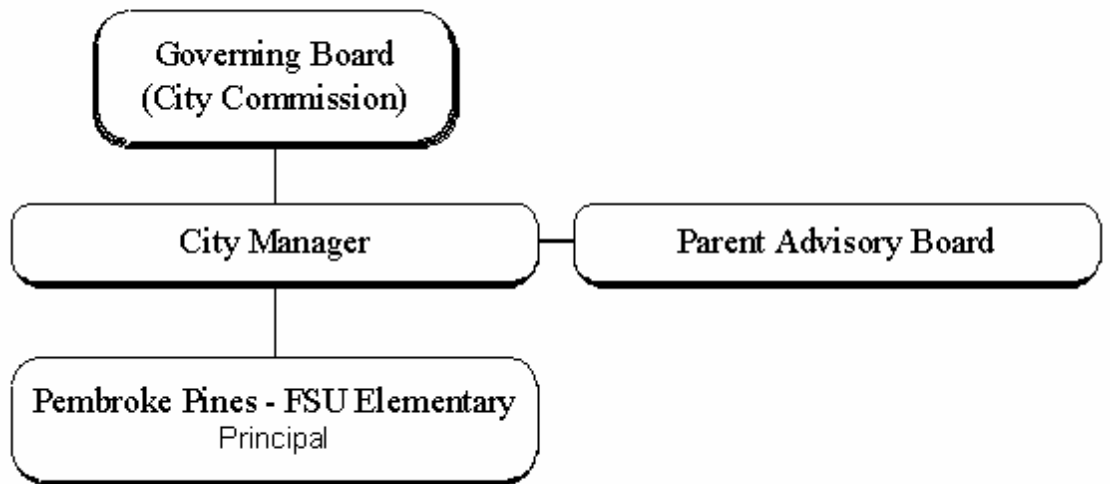 Governing Board
(City Commission)
City Manager
Parent Advisory Board
Pembroke Pines - FSU Elementary
Principal